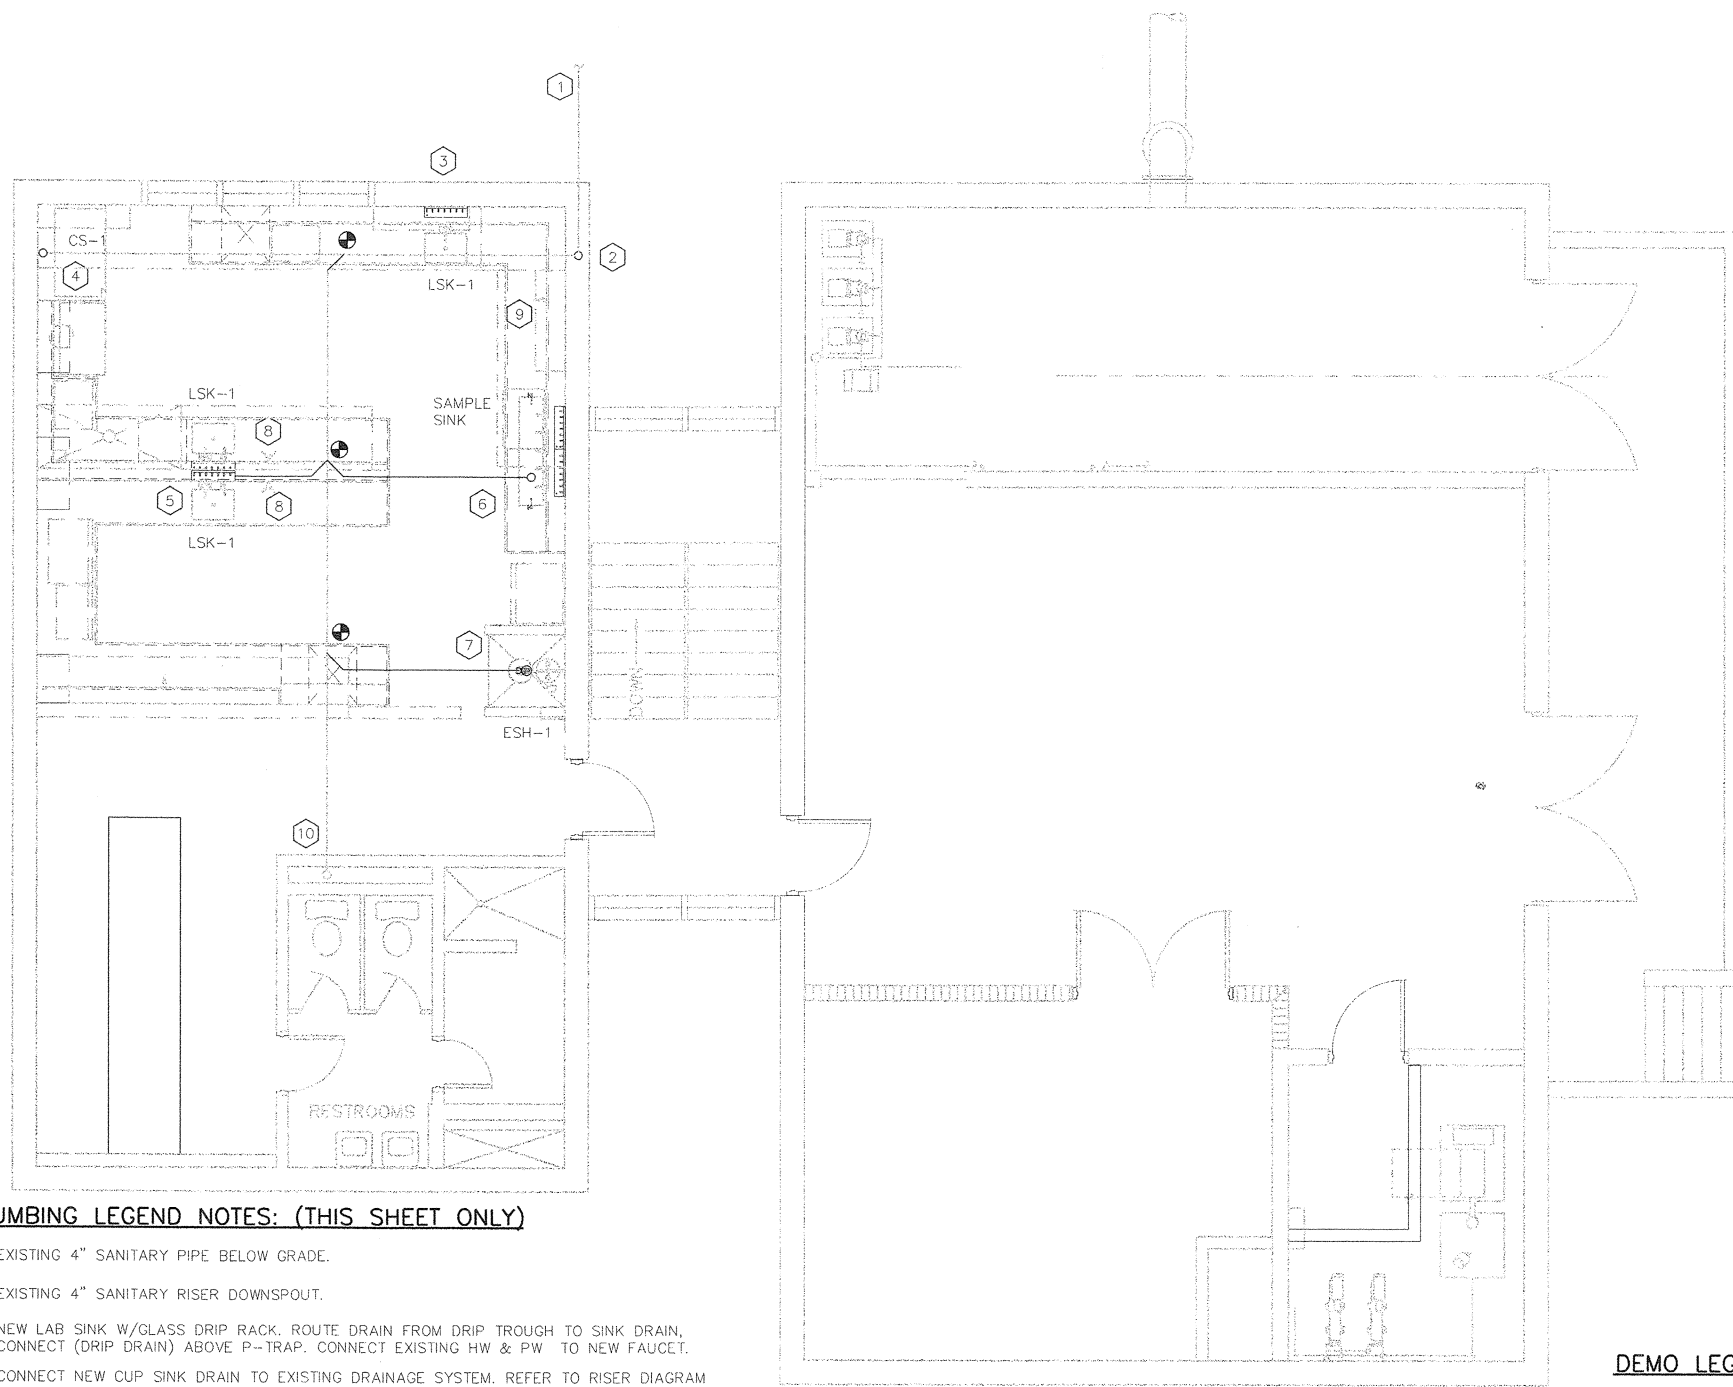 1
3
CS-1
2
4
LSK-1
9
LSK-1
SAMPLE
SINK
8
5
8
6
LSK-1
7
DOWN
ESH-1
10
RESTROOMS
UMBING LEGEND NOTES: (THIS SHEET ONLY)
EXISTING 4" SANITARY PIPE BELOW GRADE.
EXISTING 4" SANITARY RISER DOWNSPOUT.
NEW LAB SINK W/GLASS DRIP RACK. ROUTE DRAIN FROM DRIP TROUGH TO SINK DRAIN,
CONNECT (DRIP DRAIN) ABOVE P-TRAP. CONNECT EXISTING HW & PW TO NEW FAUCET.
CONNECT NEW CUP SINK DRAIN TO EXISTING DRAINAGE SYSTEM. REFER TO RISER DIAGRAM
DEMO LEG